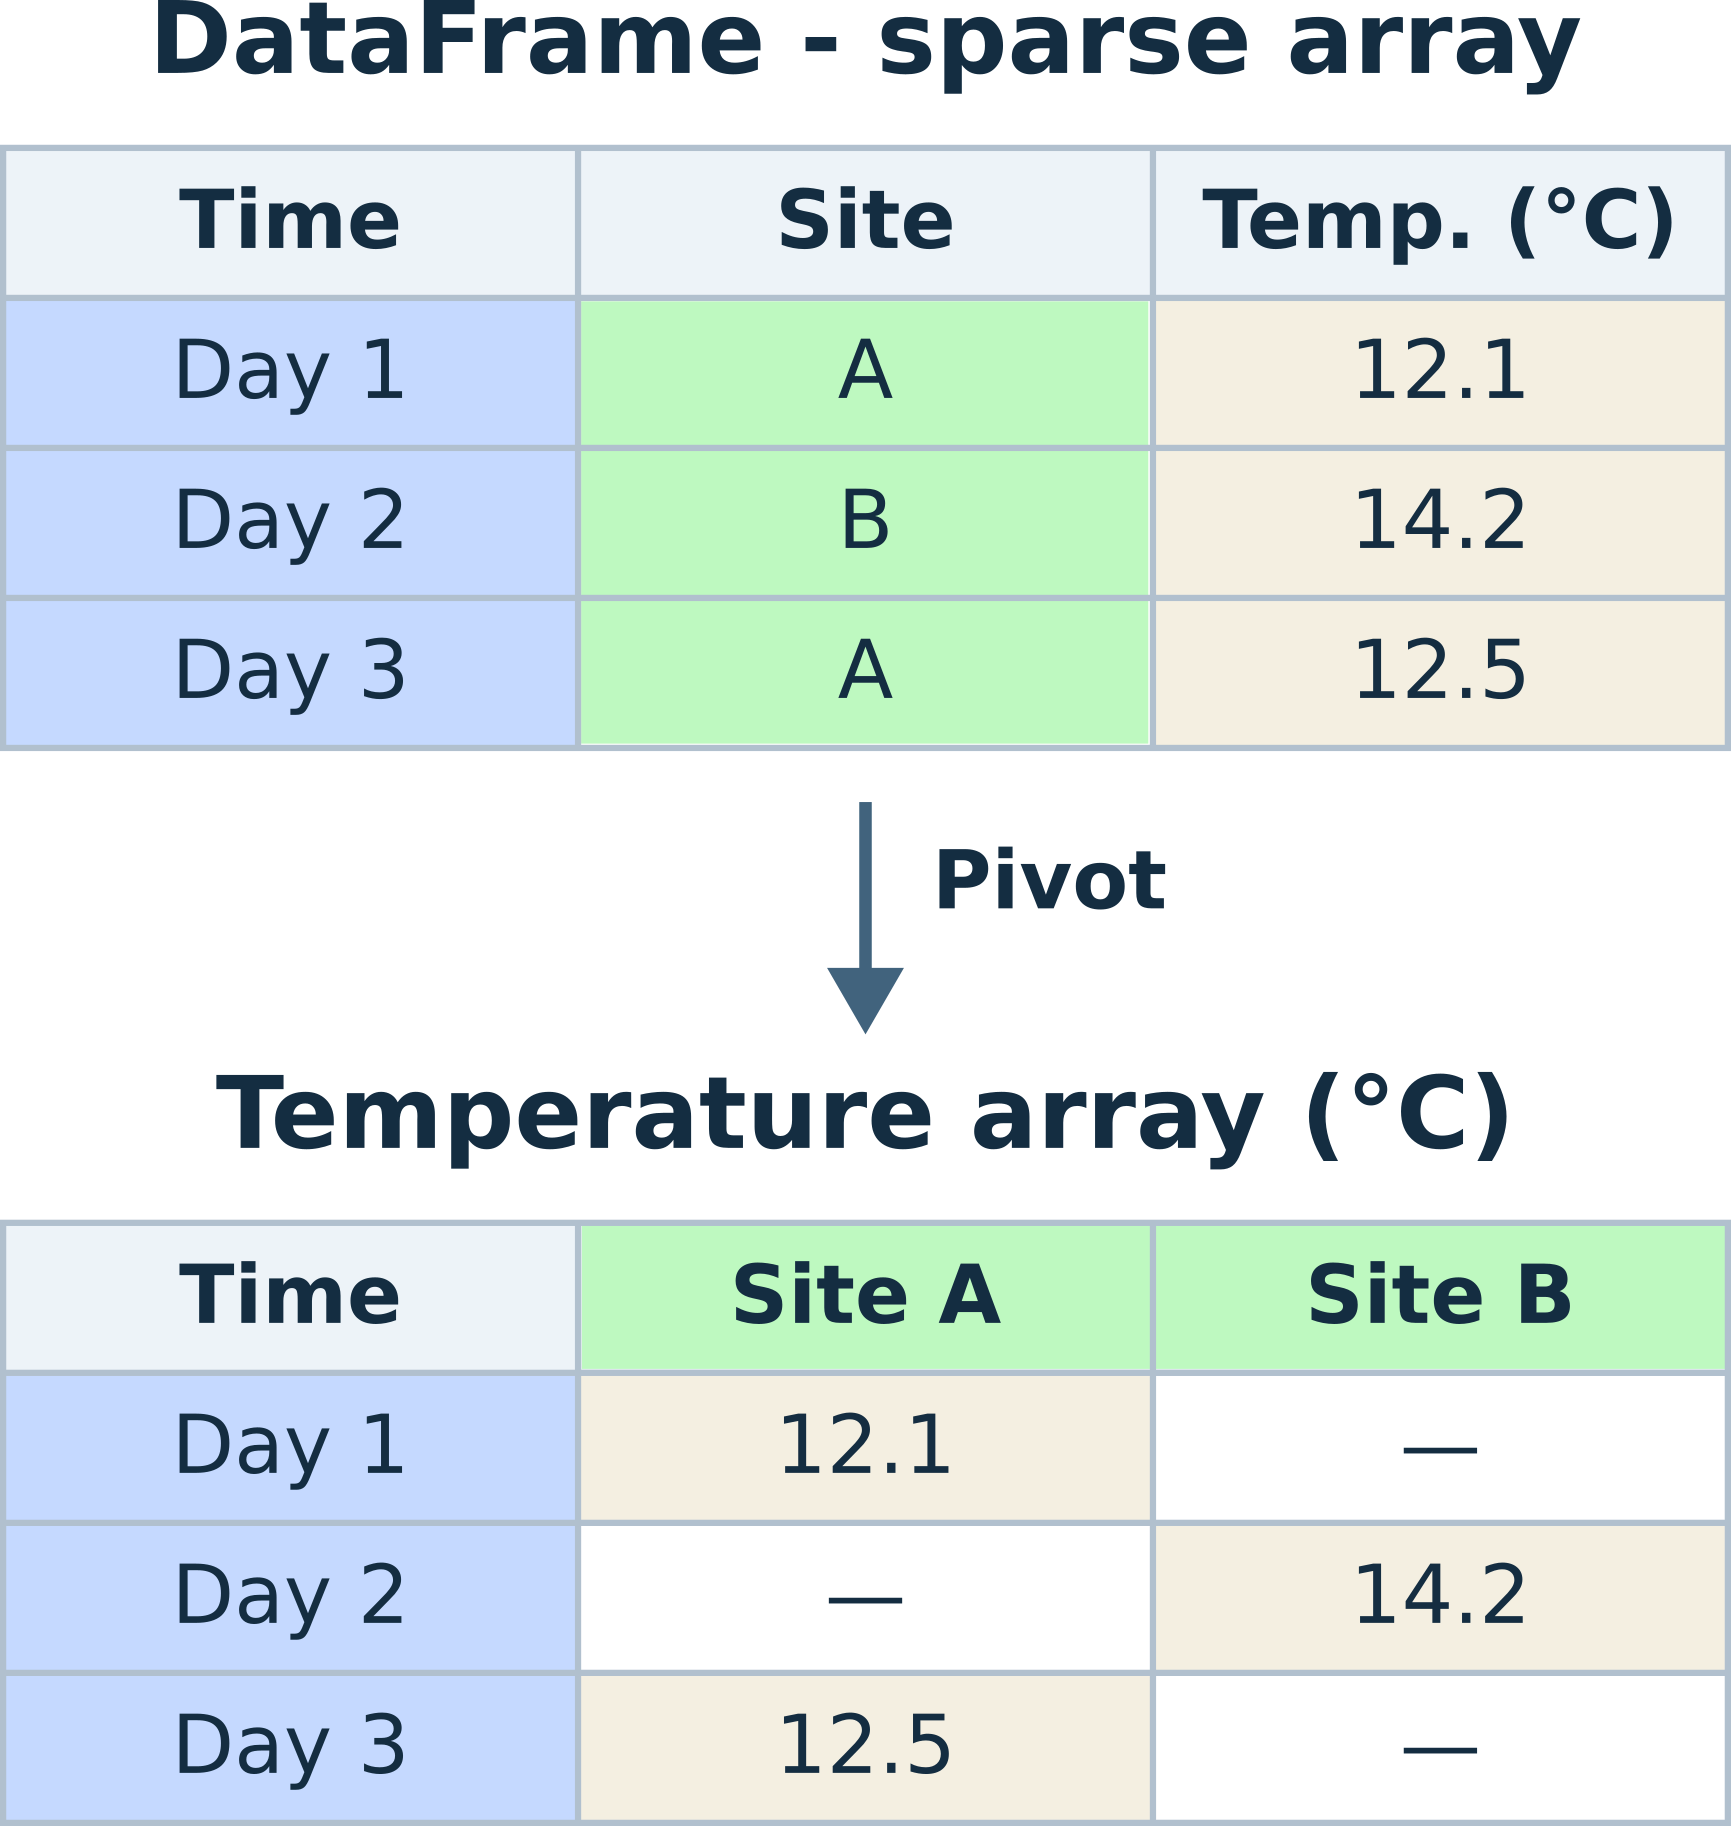 DataFrame - sparse array
Time Site Temp. (°C)
Day 1 A 12.1
Day 2 B 14.2
Day 3 A 12.5
Pivot
Temperature array (°C)
Time Site A Site B
Day 1 12.1 —
Day 2 — 14.2
Day 3 12.5 —